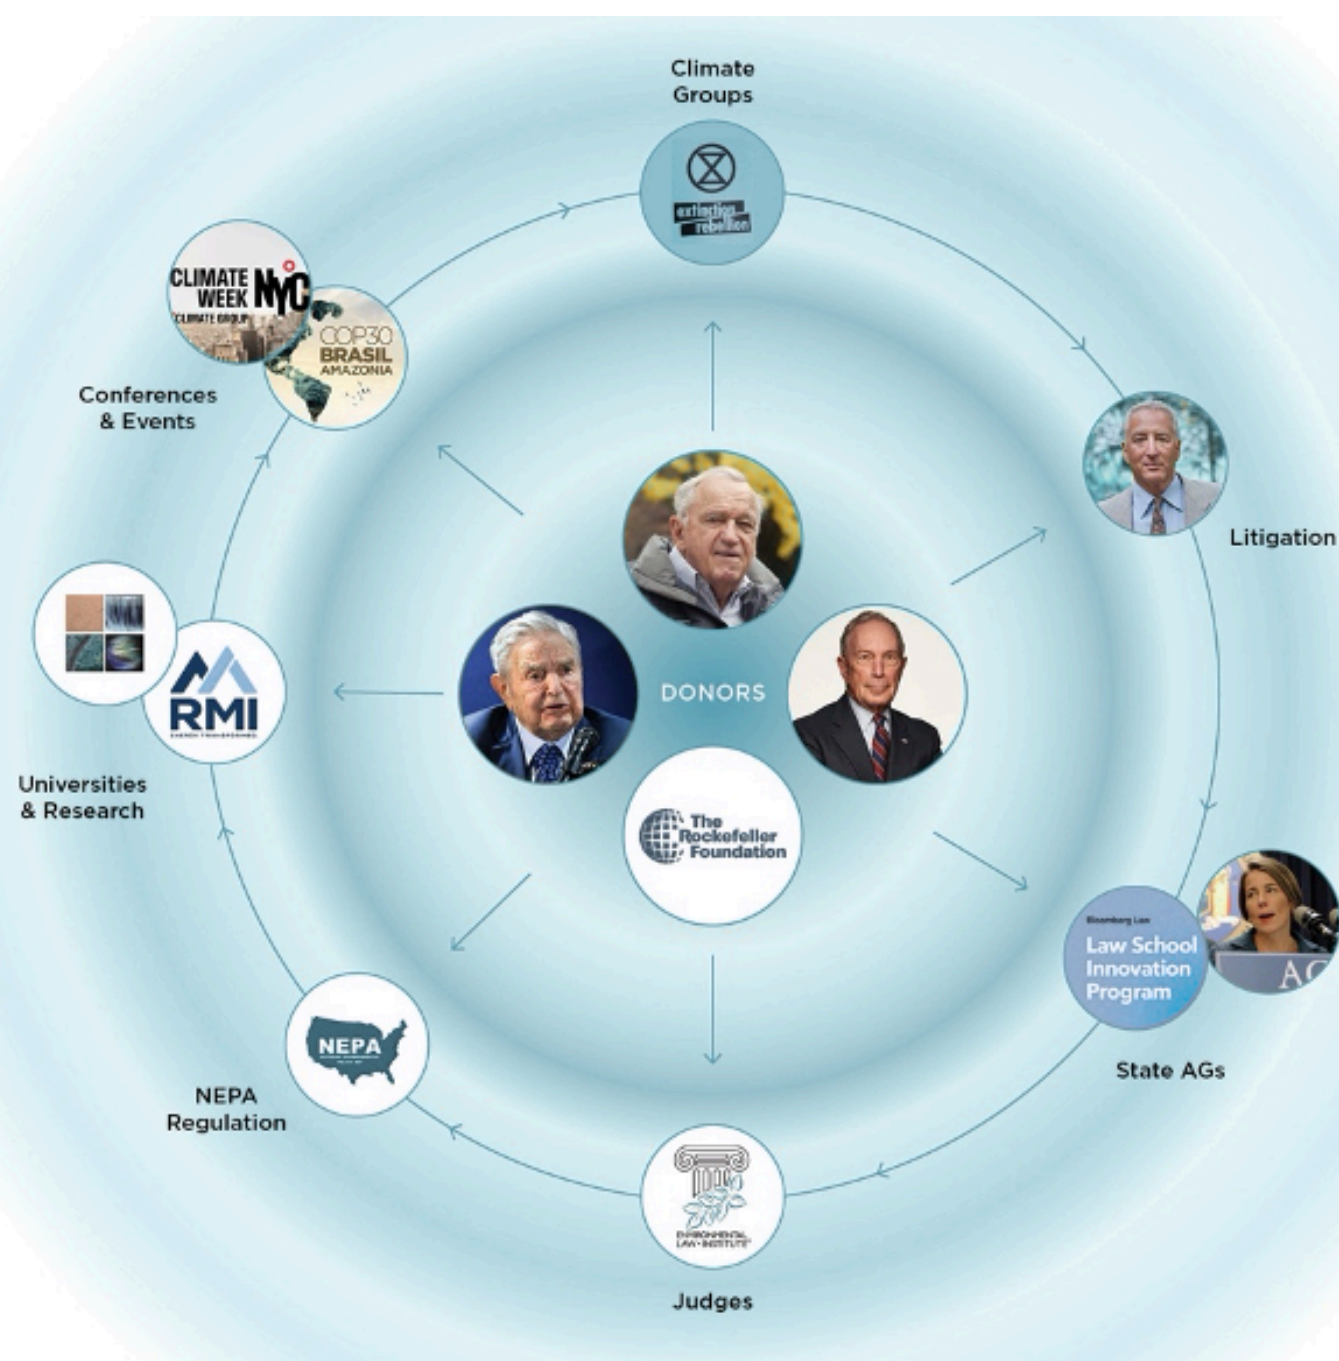 Climate
Groups
extinction
rebellion
CLIMATE
WEEK NYC
CLIMATE GROUP
COP30
BRASIL
AMAZONIA
Conferences
& Events
Litigation
DONORS
RMI
Universities
& Research
The
Rockefeller
Foundation
Bloomberg Law
Law School
Innovation
Program
AG
State AGs
NEPA
NEPA
Regulation
ENVIRONMENTAL
LAW • INSTITUTE
Judges